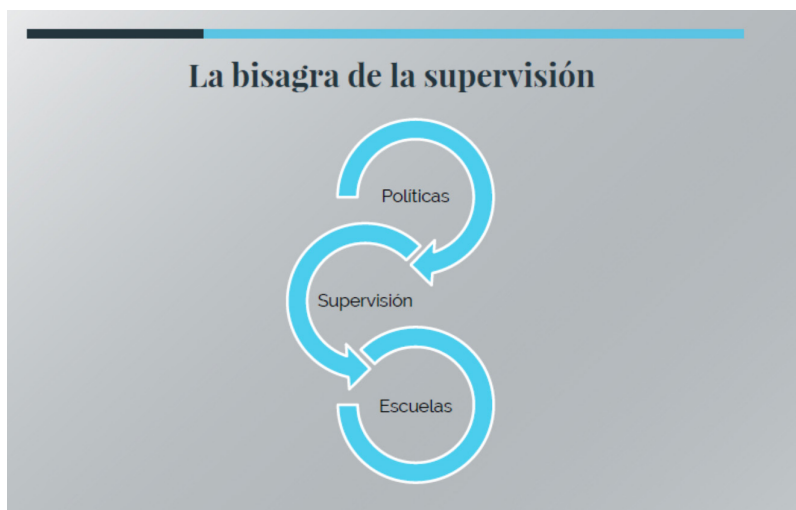 La bisagra de la supervisión
Políticas
Supervisión
Escuelas